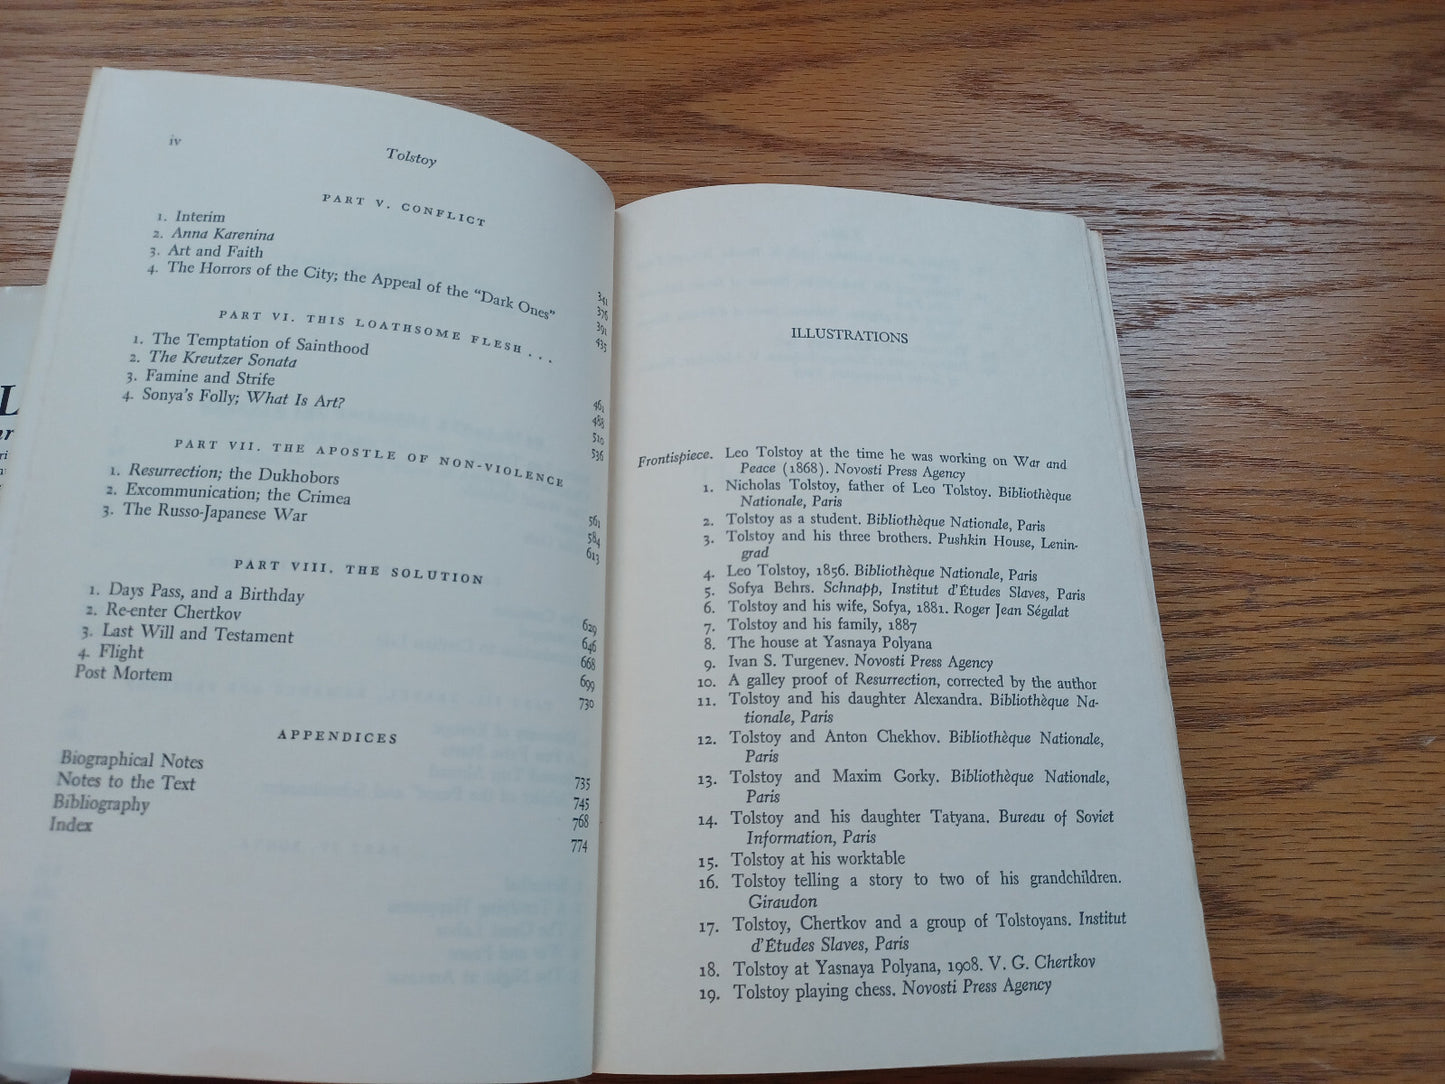 iv
Tolstoy
PART V. CONFLICT
1. Interim 341
2. Anna Karenina 376
3. Art and Faith 391
4. The Horrors of the City; the Appeal of the "Dark Ones" 435
PART VI. THIS LOATHSOME FLESH . . .
1. The Temptation of Sainthood 461
2. The Kreutzer Sonata 488
3. Famine and Strife 510
4. Sonya's Folly; What Is Art? 536
PART VII. THE APOSTLE OF NON-VIOLENCE
1. Resurrection; the Dukhobors 561
2. Excommunication; the Crimea 584
3. The Russo-Japanese War 613
PART VIII. THE SOLUTION
1. Days Pass, and a Birthday 629
2. Re-enter Chertkov 646
3. Last Will and Testament 668
4. Flight 699
Post Mortem 730
APPENDICES
Biographical Notes 735
Notes to the Text 745
Bibliography 768
Index 774
ILLUSTRATIONS
Frontispiece. Leo Tolstoy at the time he was working on War and
Peace (1868). Novosti Press Agency
1. Nicholas Tolstoy, father of Leo Tolstoy. Bibliothèque
Nationale, Paris
2. Tolstoy as a student. Bibliothèque Nationale, Paris
3. Tolstoy and his three brothers. Pushkin House, Lenin-
grad
4. Leo Tolstoy, 1856. Bibliothèque Nationale, Paris
5. Sofya Behrs. Schnapp, Institut d'Études Slaves, Paris
6. Tolstoy and his wife, Sofya, 1881. Roger Jean Ségalat
7. Tolstoy and his family, 1887
8. The house at Yasnaya Polyana
9. Ivan S. Turgenev. Novosti Press Agency
10. A galley proof of Resurrection, corrected by the author
11. Tolstoy and his daughter Alexandra. Bibliothèque Na-
tionale, Paris
12. Tolstoy and Anton Chekhov. Bibliothèque Nationale,
Paris
13. Tolstoy and Maxim Gorky. Bibliothèque Nationale,
Paris
14. Tolstoy and his daughter Tatyana. Bureau of Soviet
Information, Paris
15. Tolstoy at his worktable
16. Tolstoy telling a story to two of his grandchildren.
Giraudon
17. Tolstoy, Chertkov and a group of Tolstoyans. Institut
d'Études Slaves, Paris
18. Tolstoy at Yasnaya Polyana, 1908. V. G. Chertkov
19. Tolstoy playing chess. Novosti Press Agency